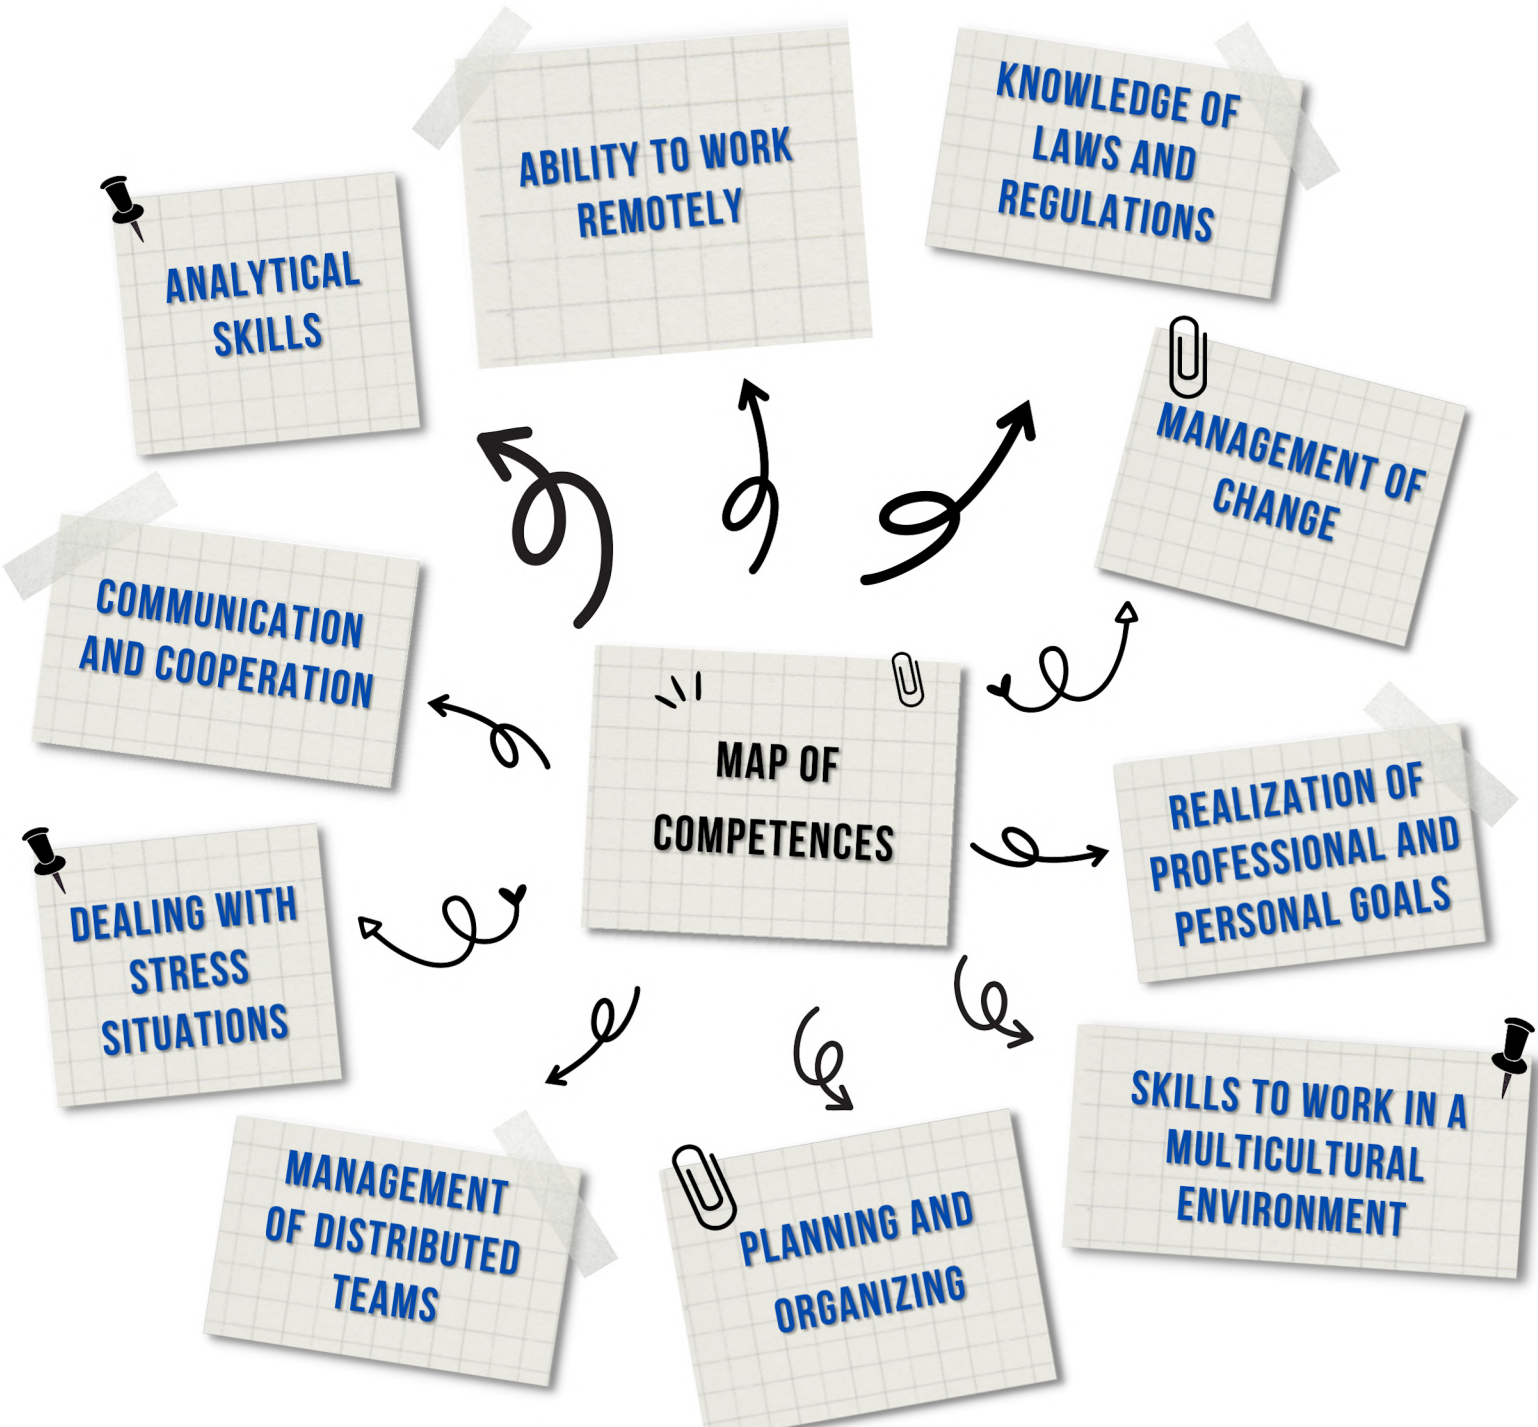 ABILITY TO WORK
REMOTELY
KNOWLEDGE OF
LAWS AND
REGULATIONS
ANALYTICAL
SKILLS
MANAGEMENT OF
CHANGE
COMMUNICATION
AND COOPERATION
MAP OF
COMPETENCES
REALIZATION OF
PROFESSIONAL AND
PERSONAL GOALS
DEALING WITH
STRESS
SITUATIONS
SKILLS TO WORK IN A
MULTICULTURAL
ENVIRONMENT
MANAGEMENT
OF DISTRIBUTED
TEAMS
PLANNING AND
ORGANIZING